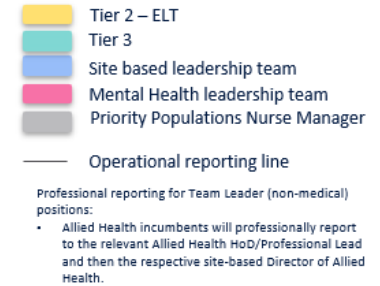 Tier 2 – ELT
Tier 3
Site based leadership team
Mental Health leadership team
Priority Populations Nurse Manager
Operational reporting line
Professional reporting for Team Leader (non-medical)
positions:
• Allied Health incumbents will professionally report
to the relevant Allied Health HoD/Professional Lead
and then the respective site-based Director of Allied
Health.